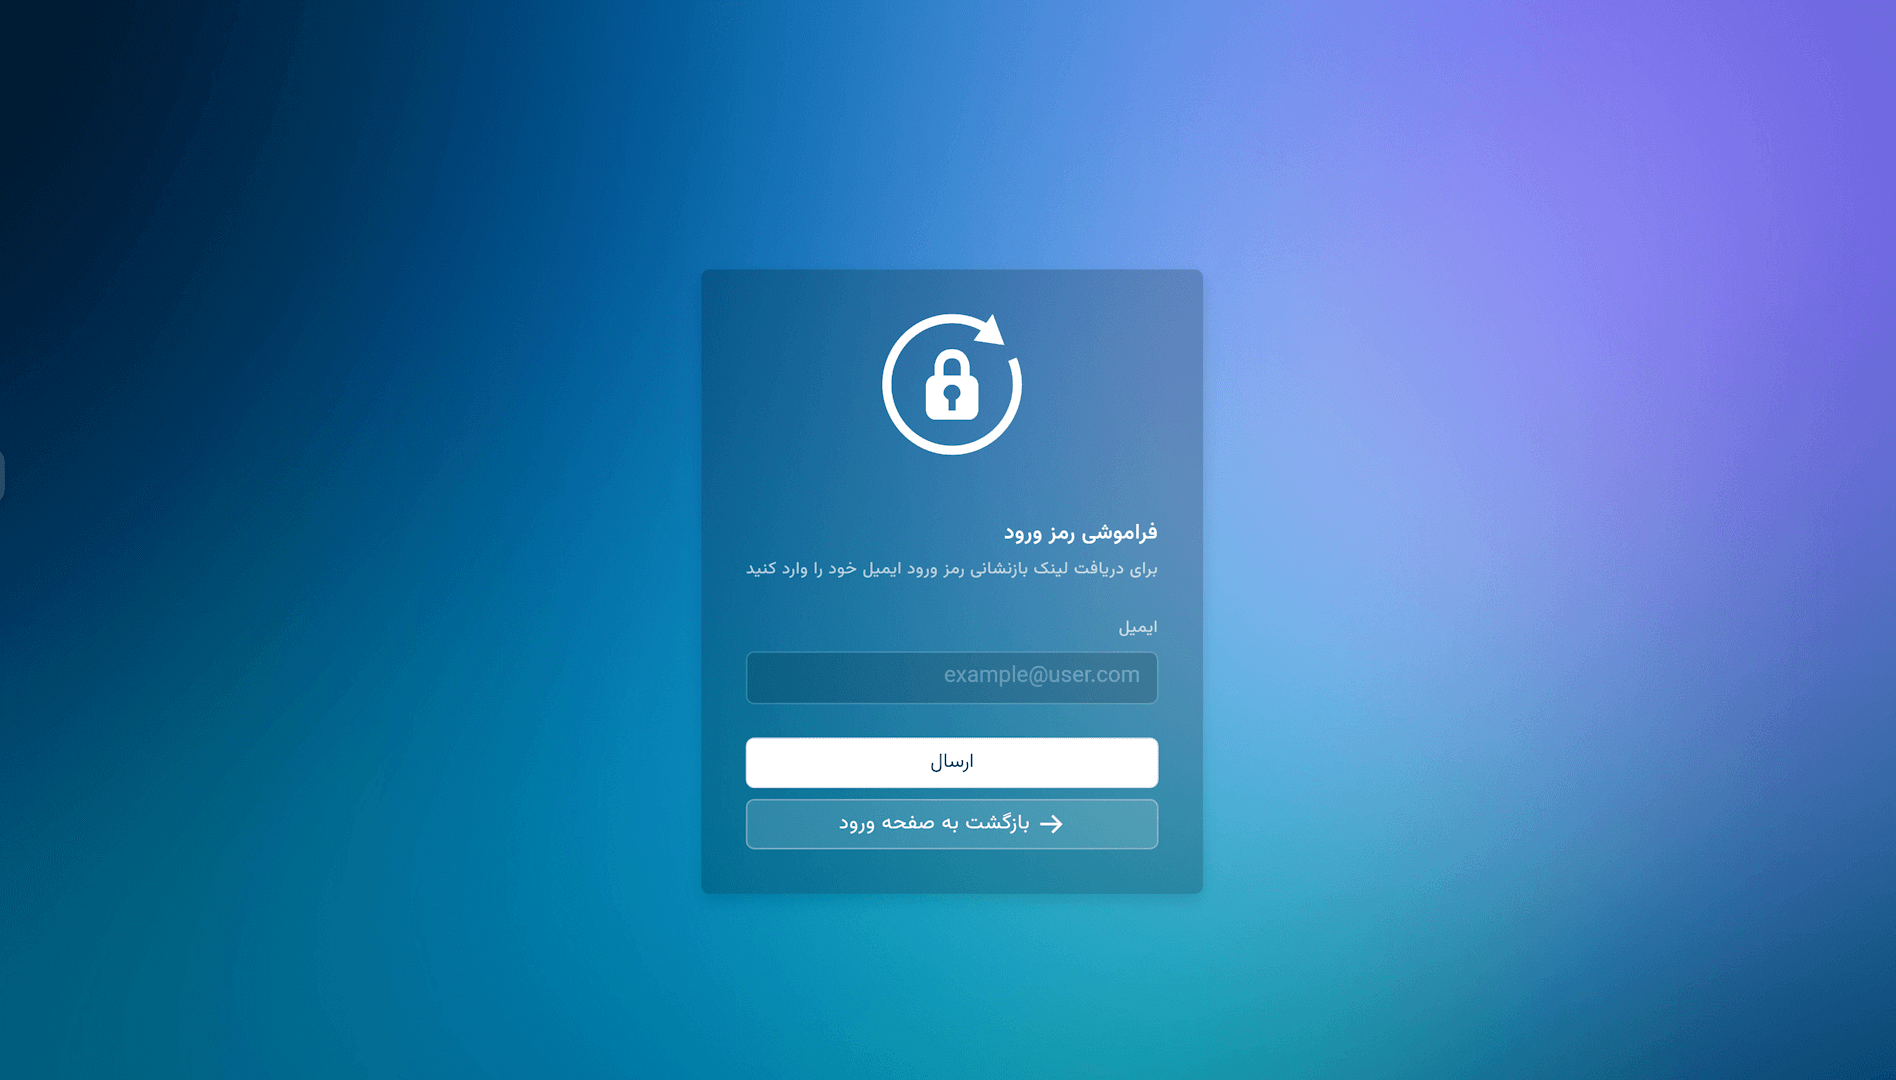 فراموشی رمز ورود
برای دریافت لینک بازنشانی رمز ورود ایمیل خود را وارد کنید
ایمیل
example@user.com
ارسال
بازگشت به صفحه ورود